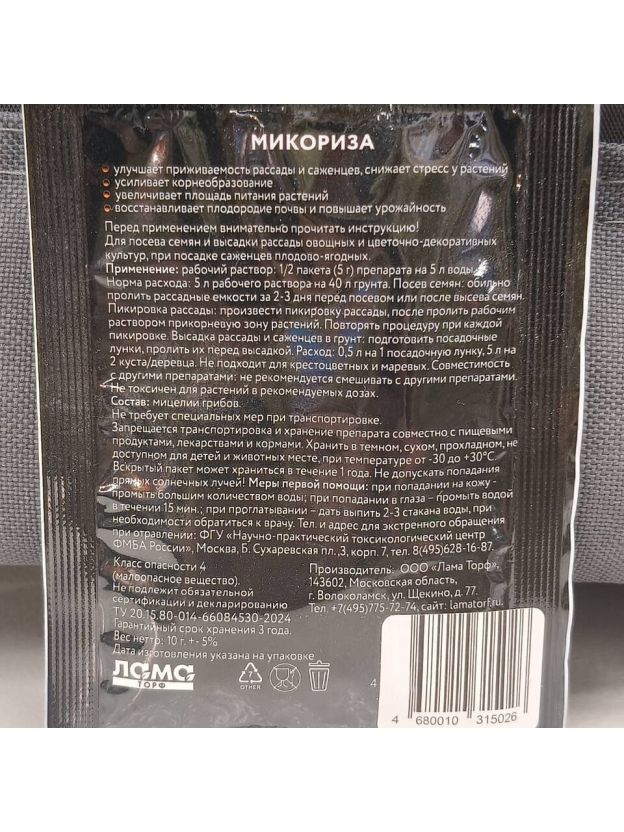 МИКОРИЗА
улучшает приживаемость рассады и саженцев, снижает стресс у растений
усиливает корнеобразование
увеличивает площадь питания растений
восстанавливает плодородие почвы и повышает урожайность
Перед применением внимательно прочитать инструкцию!
Для посева семян и высадки рассады овощных и цветочно-декоративных
культур, при посадке саженцев плодово-ягодных.
Применение: рабочий раствор: 1/2 пакета (5 г) препарата на 5 л воды.
Норма расхода: 5 л рабочего раствора на 40 л грунта. Посев семян: обильно
пролить рассадные емкости за 2-3 дня перед посевом или после высева семян.
Пикировка рассады: произвести пикировку рассады, после пролить рабочим
раствором прикорневую зону растений. Повторять процедуру при каждой
пикировке. Высадка рассады и саженцев в грунт: подготовить посадочные
лунки, пролить их перед высадкой. Расход: 0,5 л на 1 посадочную лунку, 5 л на
2 куста/деревца. Не подходит для крестоцветных и маревых. Совместимость
с другими препаратами: не рекомендуется смешивать с другими препаратами.
Не токсичен для растений в рекомендуемых дозах.
Состав: мицелии грибов.
Не требует специальных мер при транспортировке.
Запрещается транспортировка и хранение препарата совместно с пищевыми
продуктами, лекарствами и кормами. Хранить в темном, сухом, прохладном, не
доступном для детей и животных месте, при температуре от -30 до +30°С.
Вскрытый пакет может храниться в течение 1 года. Не допускать попадания
прямых солнечных лучей! Меры первой помощи: при попадании на кожу -
промыть большим количеством воды; при попадании в глаза – промыть водой
в течении 15 мин.; при проглатывании – дать выпить 2-3 стакана воды, при
необходимости обратиться к врачу. Тел. и адрес для экстренного обращения
при отравлении: ФГУ «Научно-практический токсикологический центр
ФМБА России», Москва, Б. Сухаревская пл. ,3, корп. 7, тел. 8(495)628-16-87.
Класс опасности 4
(малоопасное вещество).
Не подлежит обязательной
сертификации и декларированию
ТУ 20.15.80-014-66084530-2024
Гарантийный срок хранения 3 года.
Вес нетто: 10 г. +- 5%
Дата изготовления указана на упаковке
Производитель: ООО «Лама Торф»,
143602, Московская область,
г. Волоколамск, ул. Щекино, д. 77.
Тел. +7(495)775-72-74, сайт: lamatorf.ru.
лама
ТОРФ
7
OTHER
4
4 680010 315026